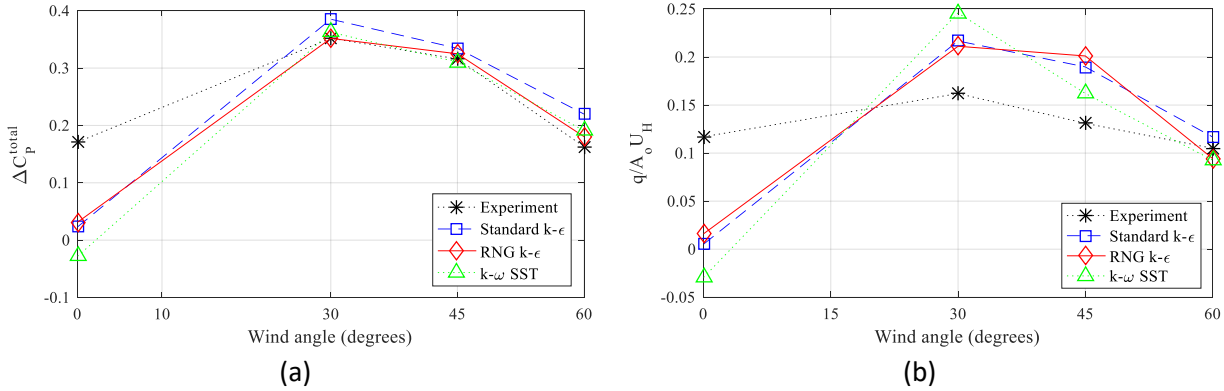 0.4
0.3
0.2
0.1
0
-0.1
ΔC_P^total
0 10 30 45 60
Wind angle (degrees)
Experiment
Standard k-ϵ
RNG k-ϵ
k-ω SST
(a)
0.25
0.2
0.15
0.1
0.05
0
-0.05
q/A_o U_H
0 15 30 45 60
Wind angle (degrees)
Experiment
Standard k-ϵ
RNG k-ϵ
k-ω SST
(b)